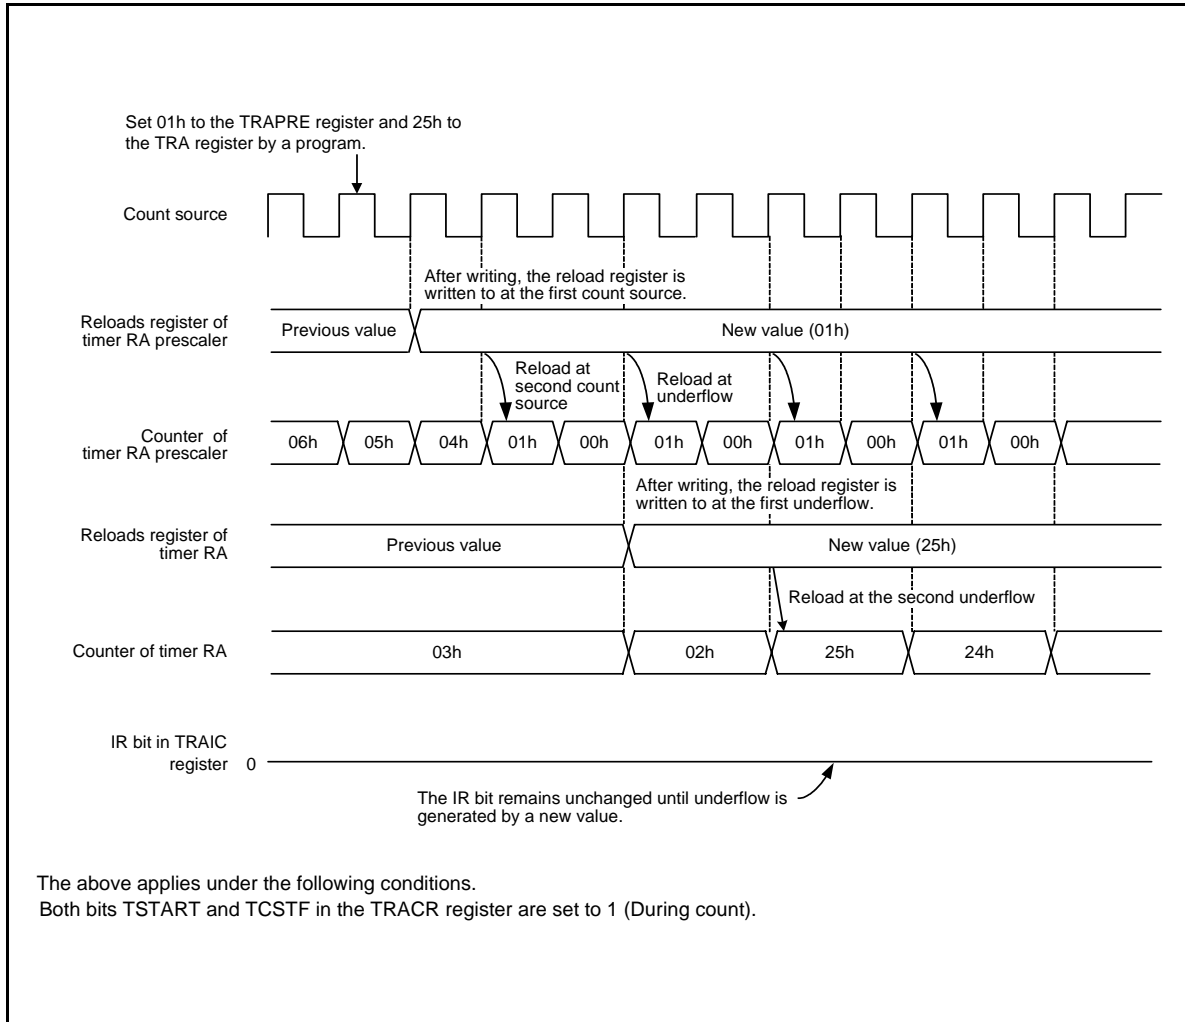 Set 01h to the TRAPRE register and 25h to
the TRA register by a program.
Count source
After writing, the reload register is
written to at the first count source.
Reloads register of
timer RA prescaler
Previous value
New value (01h)
Reload at
second count
source
Reload at
underflow
Counter of
timer RA prescaler
06h 05h 04h 01h 00h 01h 00h 01h 00h 01h 00h
After writing, the reload register is
written to at the first underflow.
Reloads register of
timer RA
Previous value
New value (25h)
Reload at the second underflow
Counter of timer RA
03h 02h 25h 24h
IR bit in TRAIC
register 0
The IR bit remains unchanged until underflow is
generated by a new value.
The above applies under the following conditions.
Both bits TSTART and TCSTF in the TRACR register are set to 1 (During count).